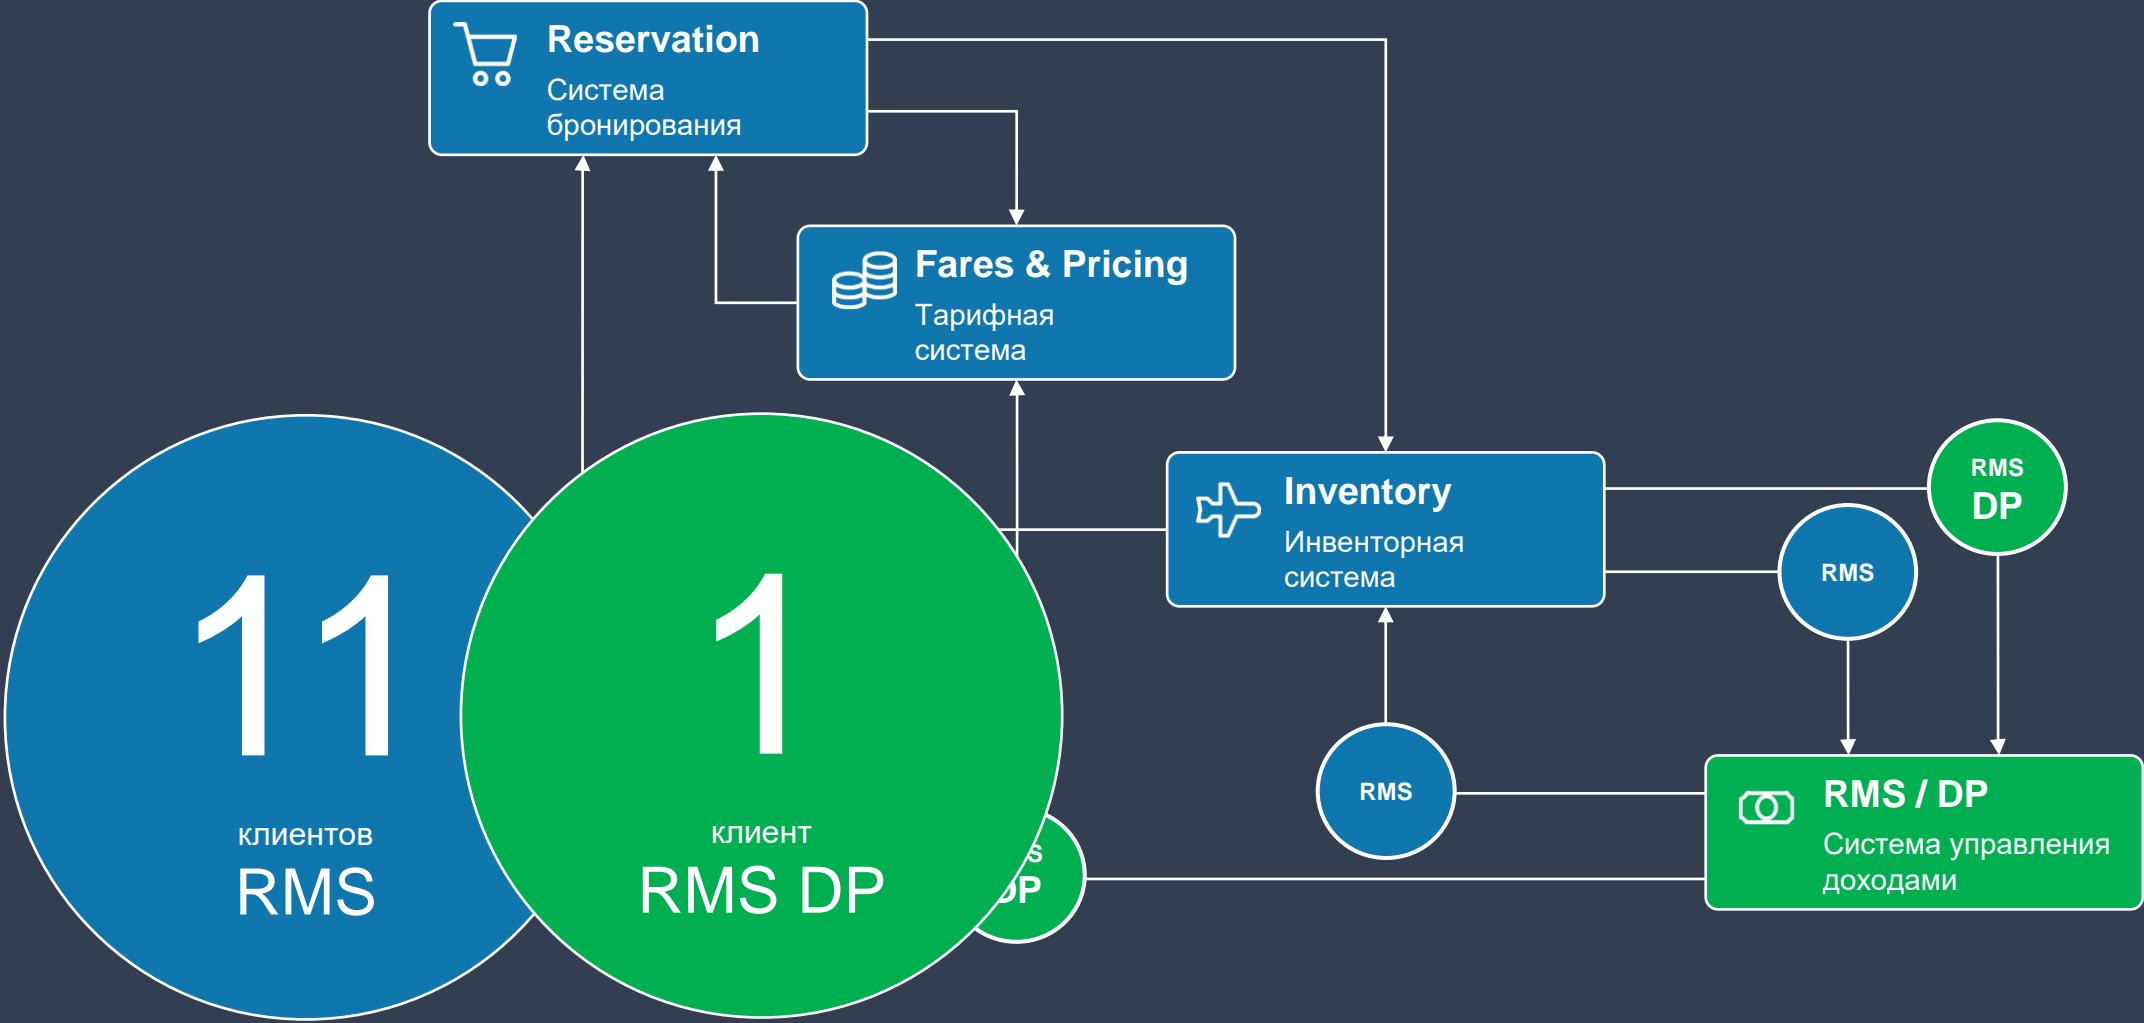 Reservation
Система
бронирования
Fares & Pricing
Тарифная
система
Inventory
Инвенторная
система
RMS
DP
RMS
RMS
RMS / DP
Система управления
доходами
11
клиентов
RMS
1
клиент
RMS DP